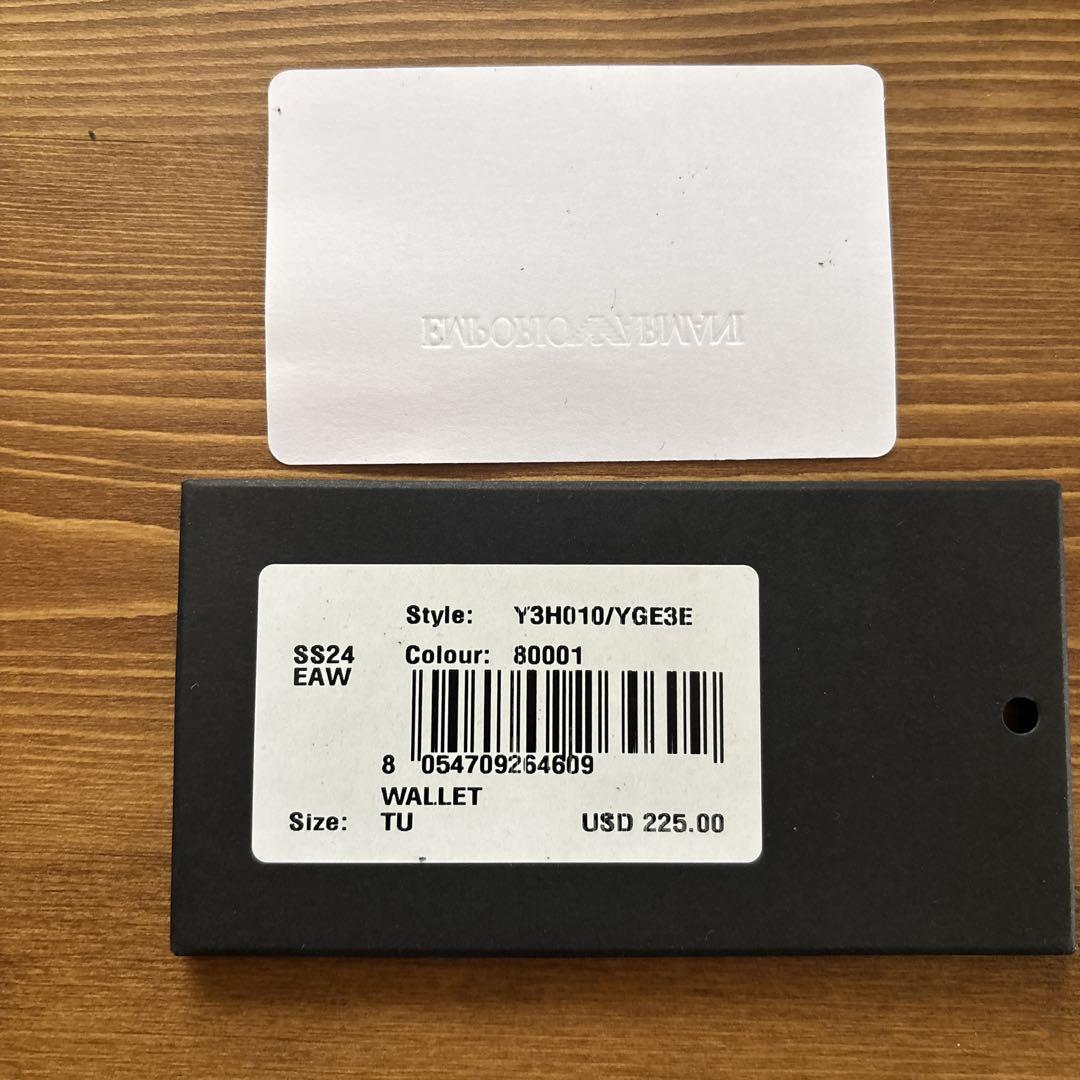 EMPORIO ARMANI
Style: Y3H010/YGE3E
SS24 Colour: 80001
EAW
8 054709264609
WALLET
Size: TU USD 225.00